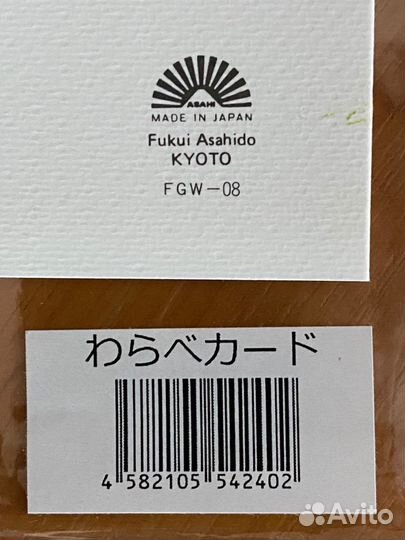 ASAHI
MADE IN JAPAN
Fukui Asahido
KYOTO
FGW-08
わらべカード
4 582105 542402
Avito